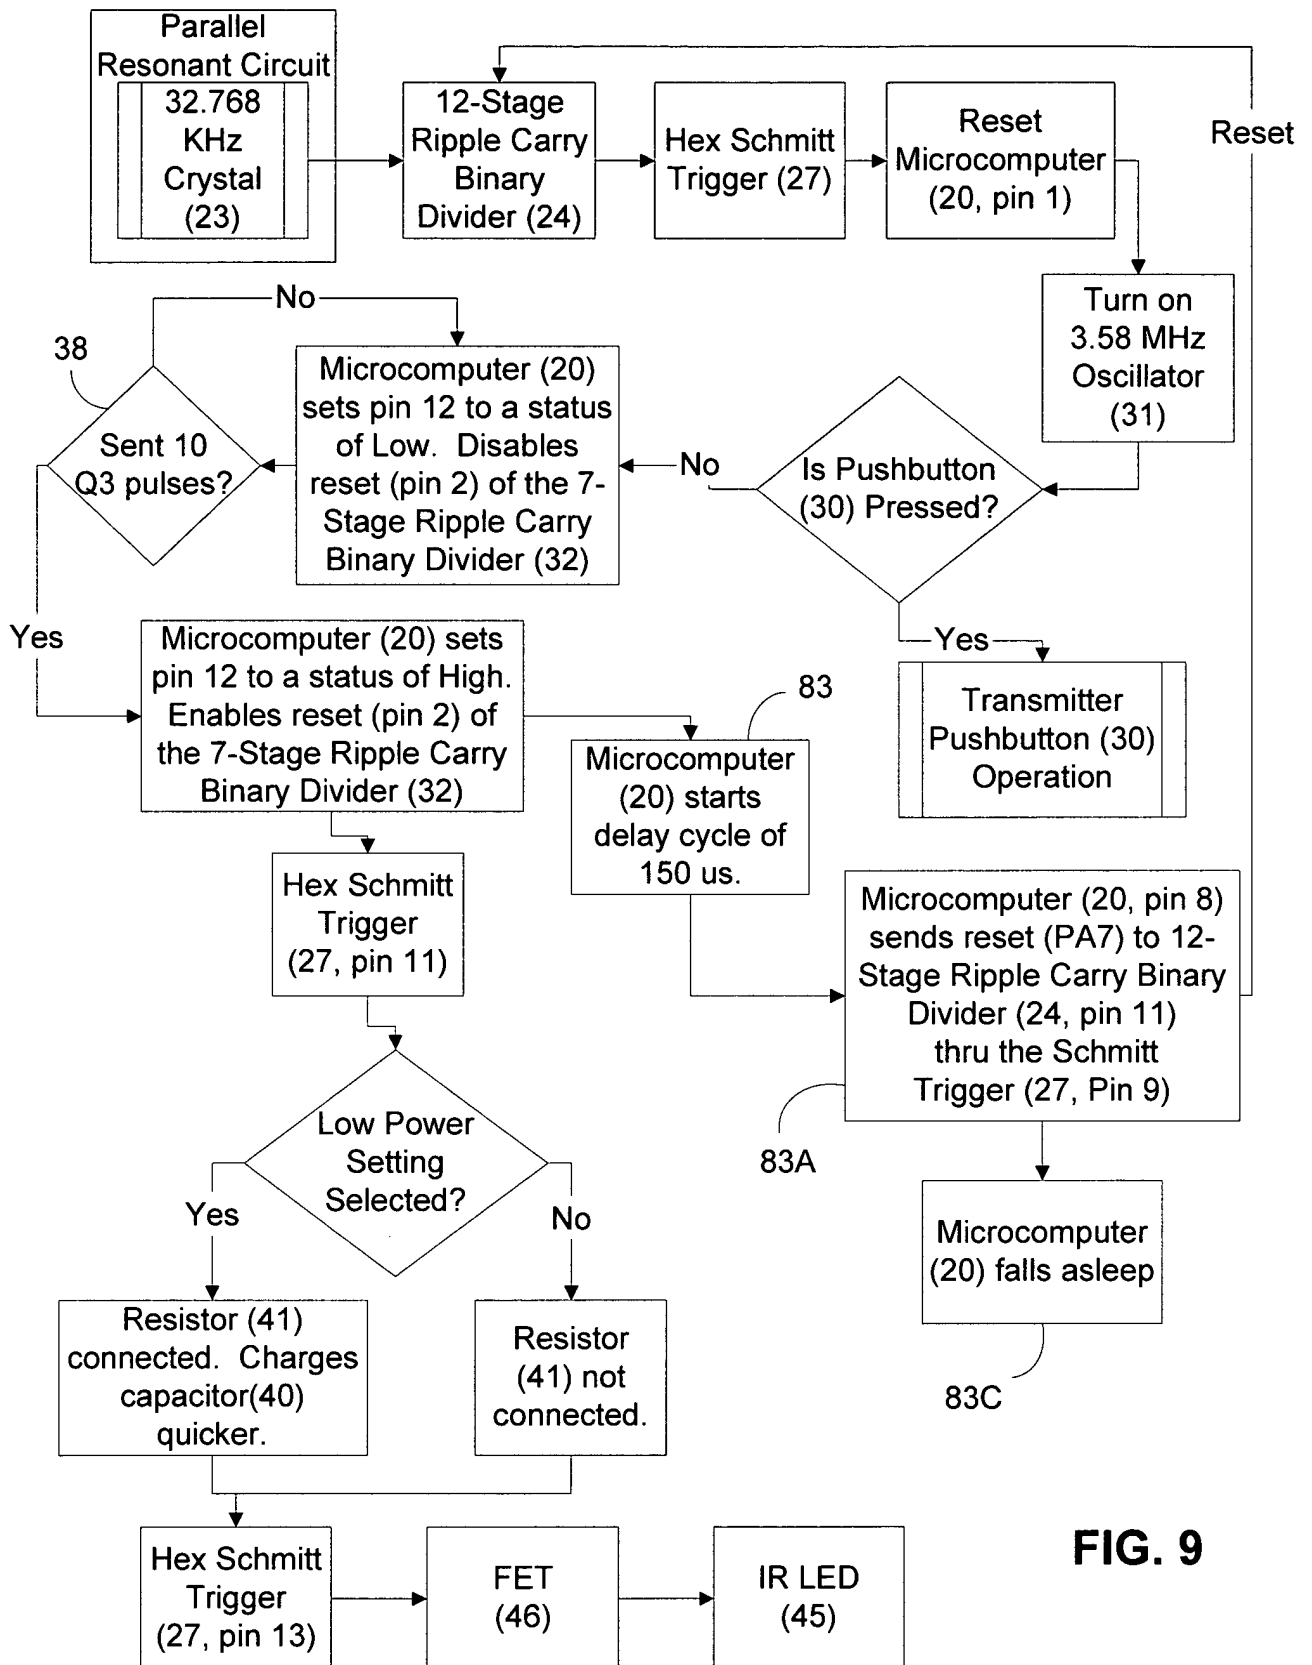 Parallel
Resonant Circuit
32.768
KHz
Crystal
(23)
12-Stage
Ripple Carry
Binary
Divider (24)
Hex Schmitt
Trigger (27)
Reset
Microcomputer
(20, pin 1)
Reset
Turn on
3.58 MHz
Oscillator
(31)
No
38
Sent 10
Q3 pulses?
Microcomputer (20)
sets pin 12 to a status
of Low. Disables
reset (pin 2) of the 7-
Stage Ripple Carry
Binary Divider (32)
No
Is Pushbutton
(30) Pressed?
Yes
Yes
Transmitter
Pushbutton (30)
Operation
Microcomputer (20) sets
pin 12 to a status of High.
Enables reset (pin 2) of
the 7-Stage Ripple Carry
Binary Divider (32)
83
Microcomputer
(20) starts
delay cycle of
150 us.
Hex Schmitt
Trigger
(27, pin 11)
Microcomputer (20, pin 8)
sends reset (PA7) to 12-
Stage Ripple Carry Binary
Divider (24, pin 11)
thru the Schmitt
Trigger (27, Pin 9)
83A
Low Power
Setting
Selected?
Yes
No
Microcomputer
(20) falls asleep
83C
Resistor (41)
connected. Charges
capacitor(40)
quicker.
Resistor
(41) not
connected.
Hex Schmitt
Trigger
(27, pin 13)
FET
(46)
IR LED
(45)
FIG. 9